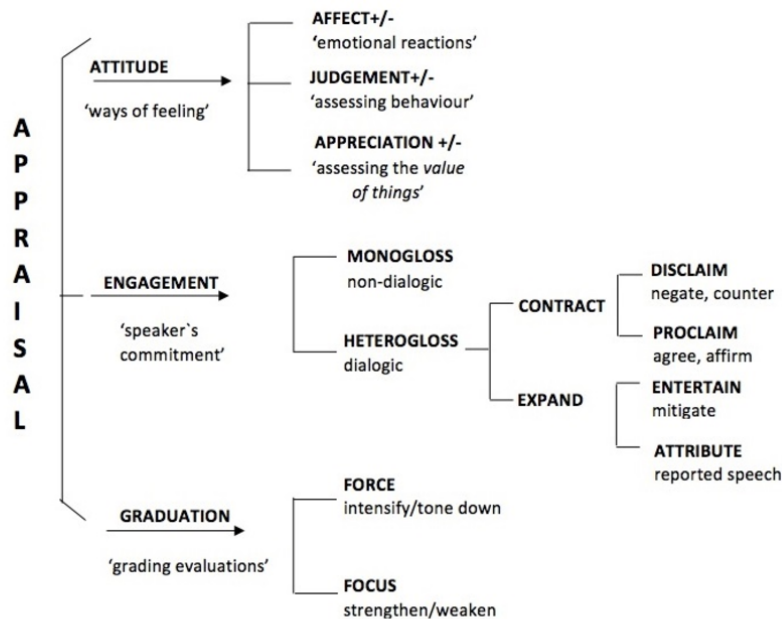 APPRAISAL
ATTITUDE
‘ways of feeling’
AFFECT+/-
‘emotional reactions’
JUDGEMENT+/-
‘assessing behaviour’
APPRECIATION +/-
‘assessing the value
of things’
ENGAGEMENT
‘speaker`s
commitment’
MONOGLOSS
non-dialogic
HETEROGLOSS
dialogic
CONTRACT
DISCLAIM
negate, counter
PROCLAIM
agree, affirm
EXPAND
ENTERTAIN
mitigate
ATTRIBUTE
reported speech
GRADUATION
‘grading evaluations’
FORCE
intensify/tone down
FOCUS
strengthen/weaken